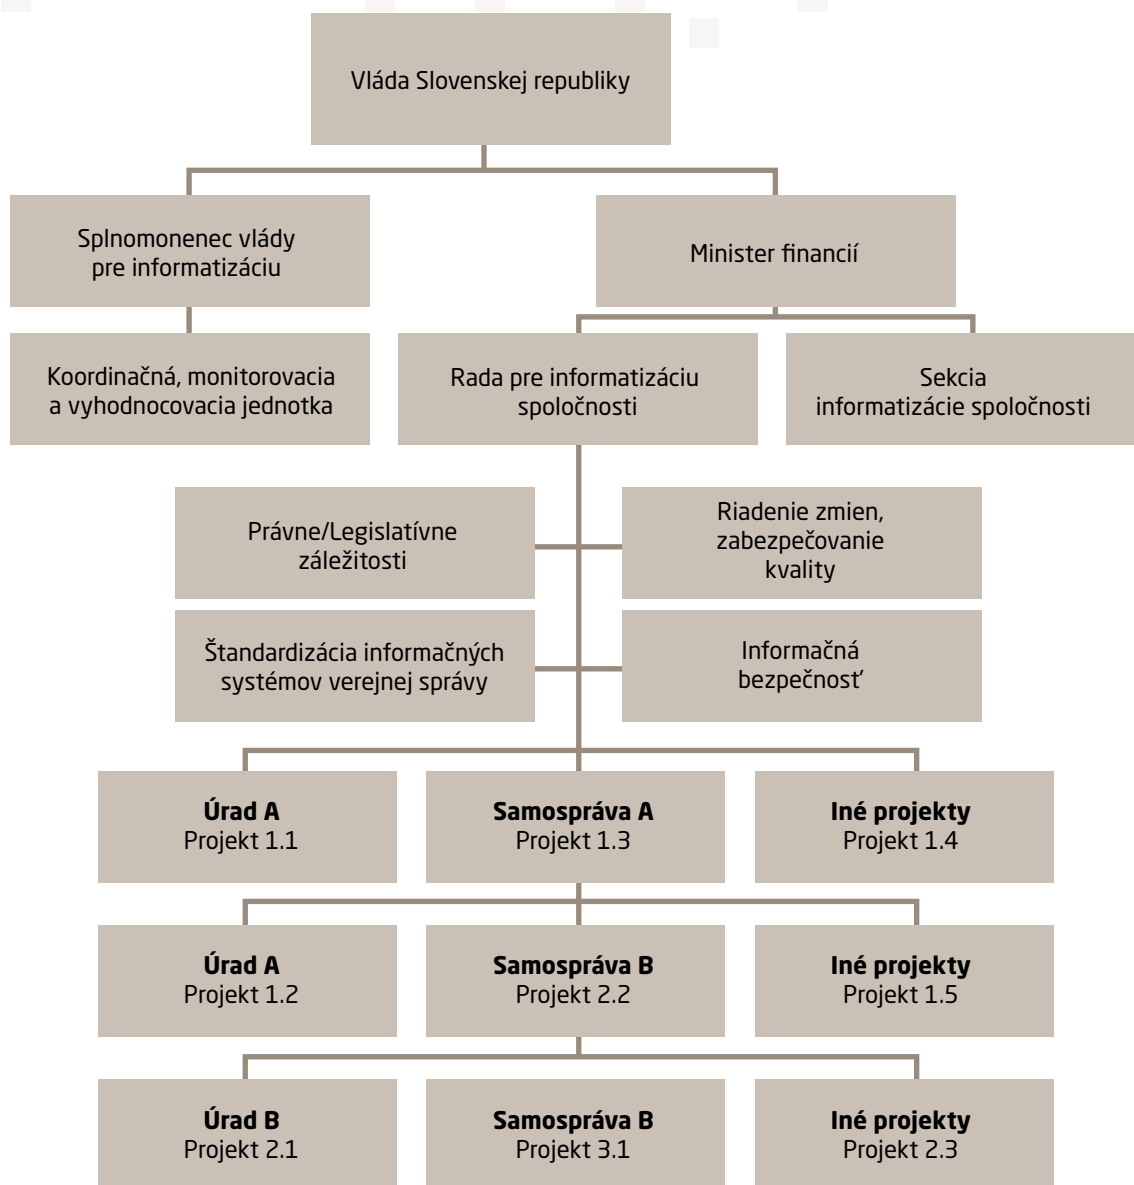 Vláda Slovenskej republiky
Splnomonenec vlády
pre informatizáciu
Minister financií
Koordinačná, monitorovacia
a vyhodnocovacia jednotka
Rada pre informatizáciu
spoločnosti
Sekcia
informatizácie spoločnosti
Právne/Legislatívne
záležitosti
Riadenie zmien,
zabezpečovanie
kvality
Štandardizácia informačných
systémov verejnej správy
Informačná
bezpečnosť
Úrad A
Projekt 1.1
Samospráva A
Projekt 1.3
Iné projekty
Projekt 1.4
Úrad A
Projekt 1.2
Samospráva B
Projekt 2.2
Iné projekty
Projekt 1.5
Úrad B
Projekt 2.1
Samospráva B
Projekt 3.1
Iné projekty
Projekt 2.3